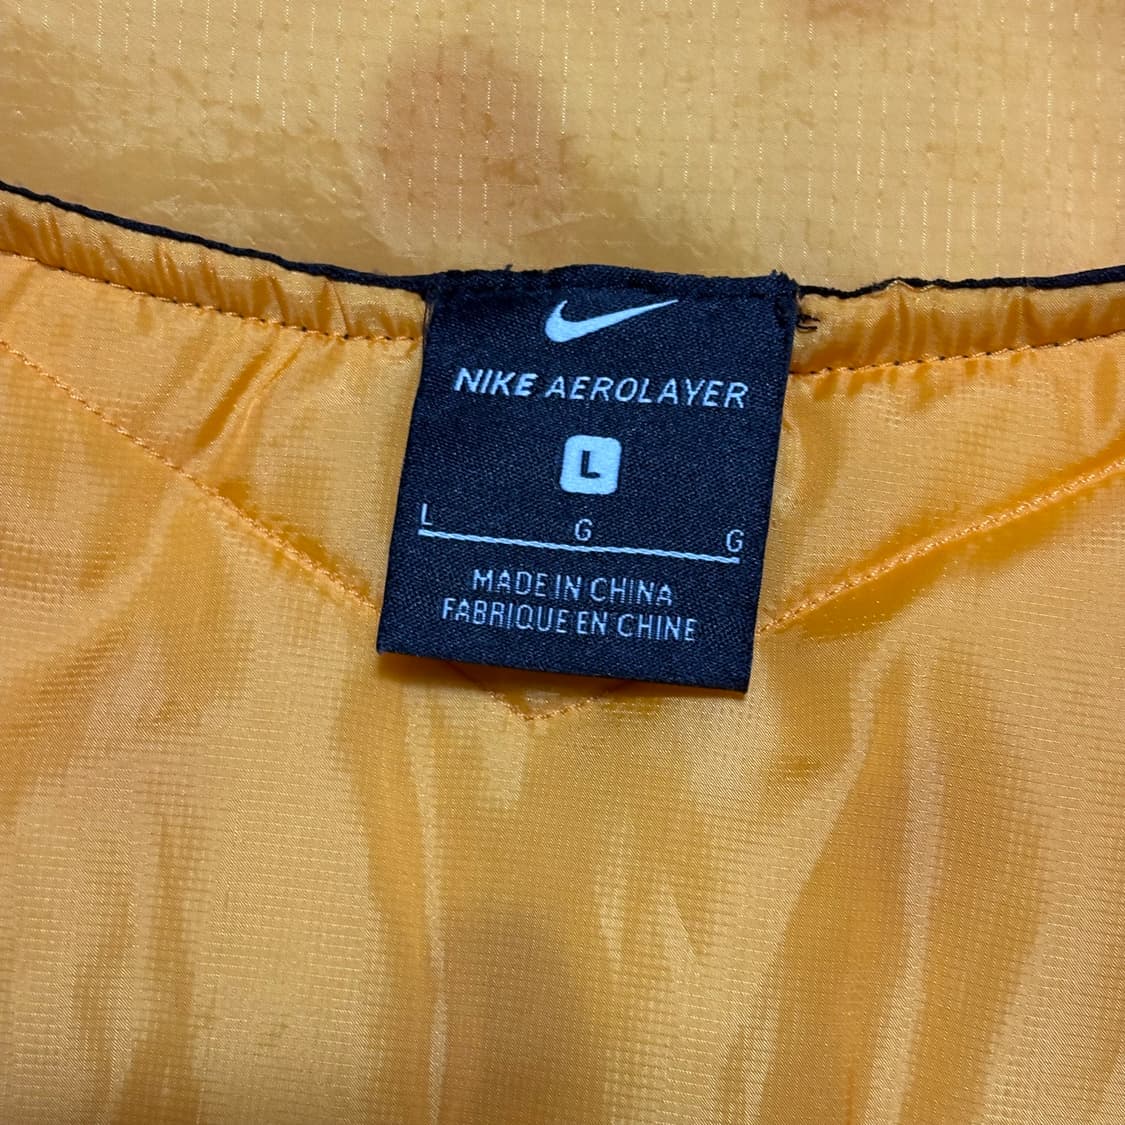 NIKE AEROLAYER
L
L G G
MADE IN CHINA
FABRIQUE EN CHINE